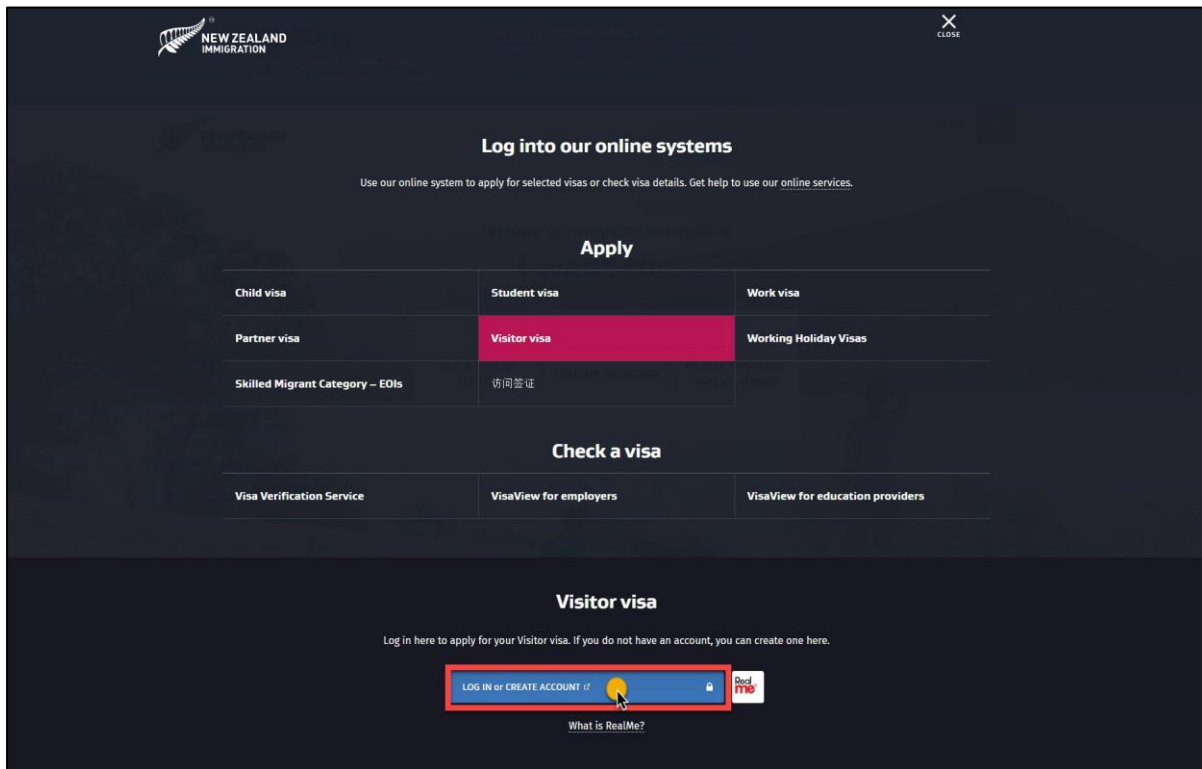 NEW ZEALAND
IMMIGRATION
CLOSE
Log into our online systems
Use our online system to apply for selected visas or check visa details. Get help to use our online services.
Apply
Child visa
Student visa
Work visa
Partner visa
Visitor visa
Working Holiday Visas
Skilled Migrant Category – EOIs
访问签证
Check a visa
Visa Verification Service
VisaView for employers
VisaView for education providers
Visitor visa
Log in here to apply for your Visitor visa. If you do not have an account, you can create one here.
LOG IN or CREATE ACCOUNT
Real
me
What is RealMe?